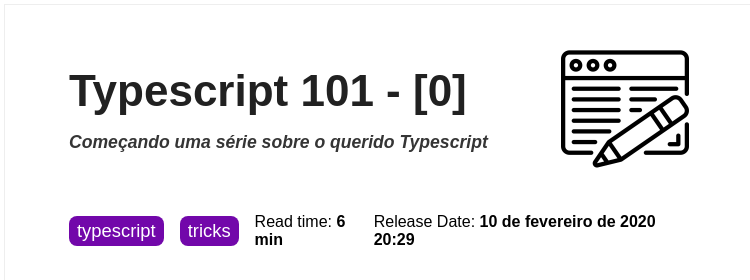 Typescript 101 - [0]
Começando uma série sobre o querido Typescript
typescript
tricks
Read time: 6
min
Release Date: 10 de fevereiro de 2020
20:29